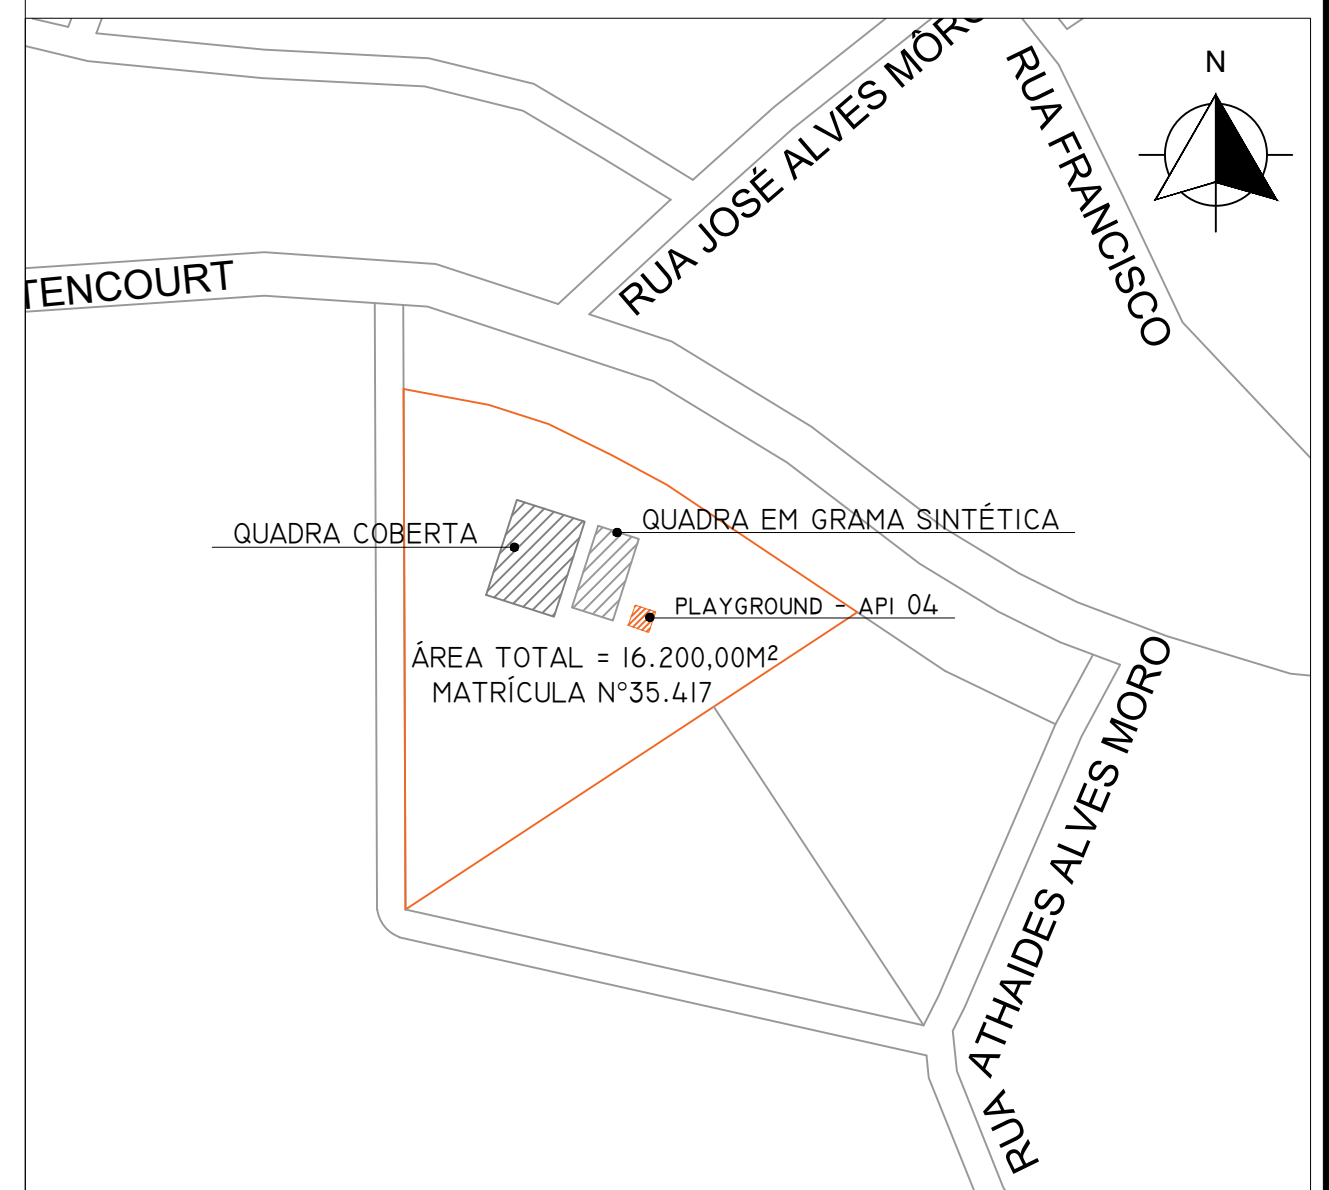 N
RUA JOSÉ ALVES MÔRO
RUA FRANCISCO
TENCOURT
QUADRA COBERTA
QUADRA EM GRAMA SINTÉTICA
PLAYGROUND - API 04
ÁREA TOTAL = 16.200,00M²
MATRÍCULA N°35.417
RUA ATHAIDES ALVES MORO